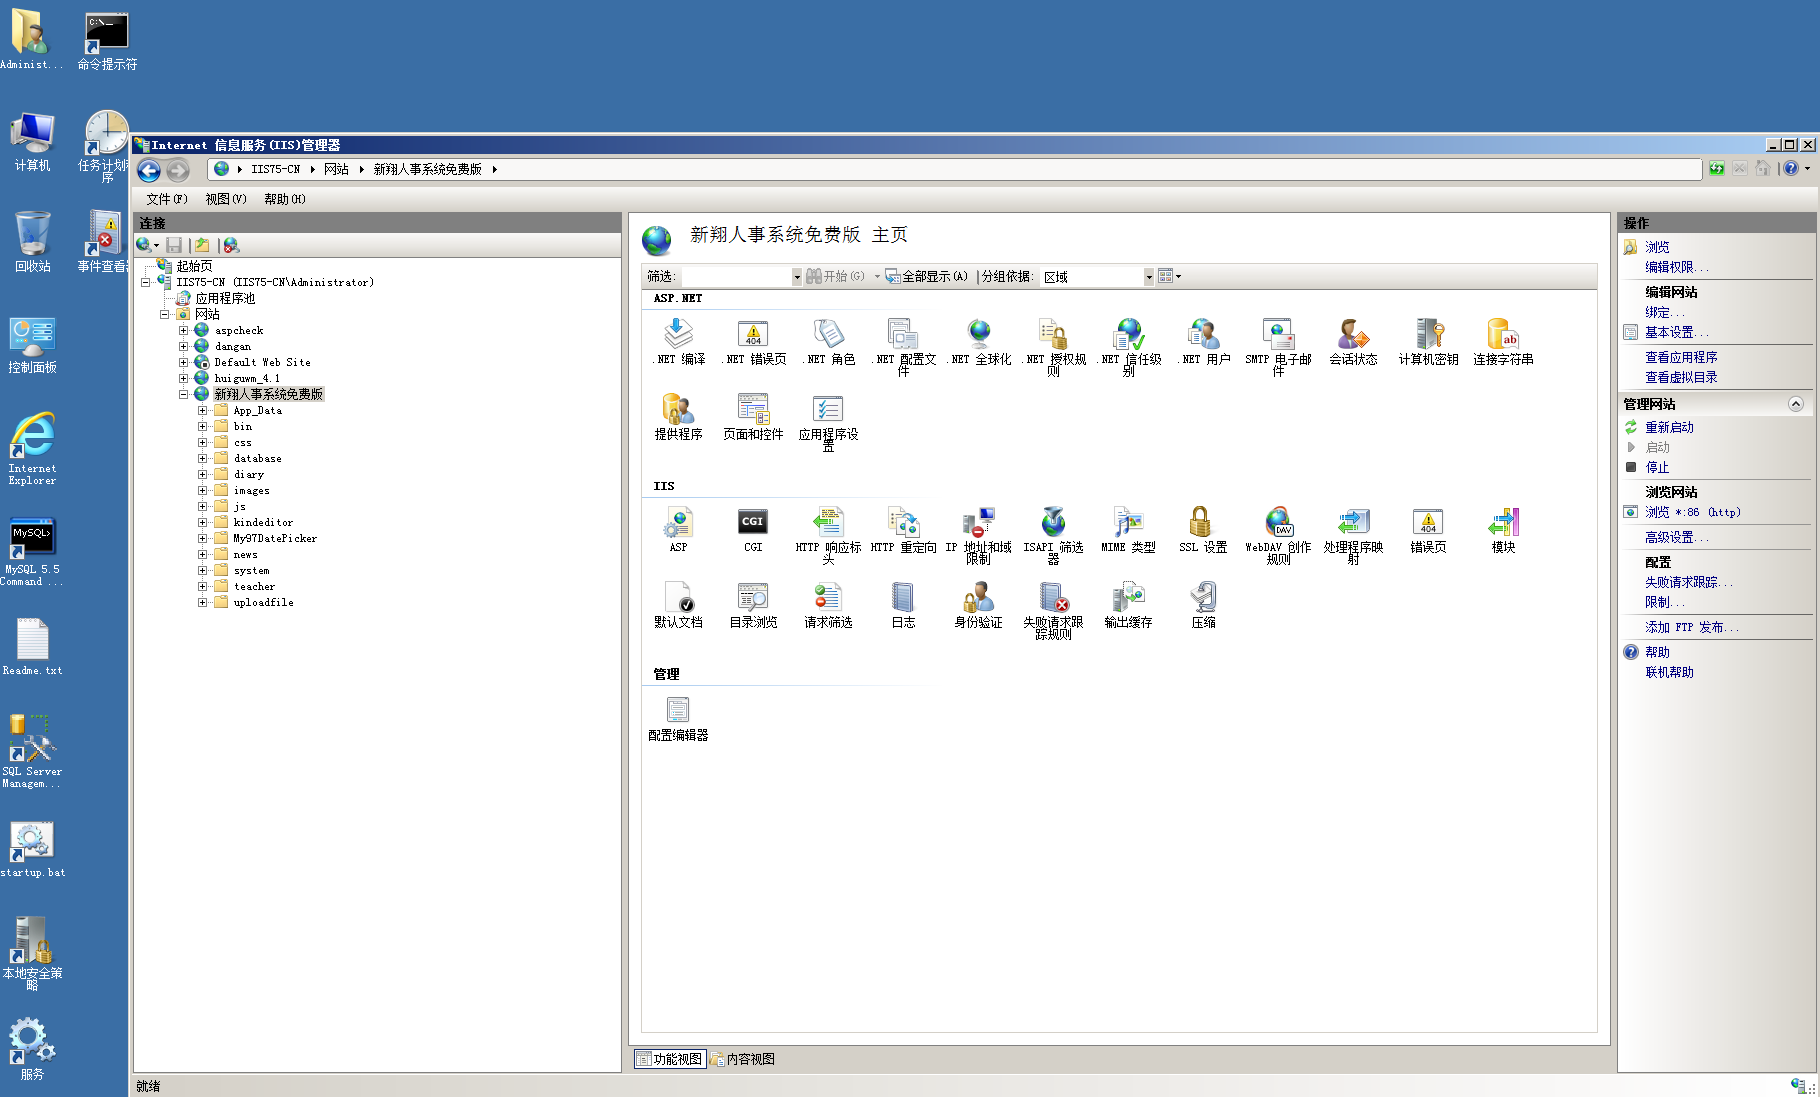 Administ...
命令提示符
计算机
任务计划
序
回收站
事件查看
控制面板
Internet
Explorer
MySQL>
MySQL 5.5
Command ...
Readme.txt
SQL Server
Managem...
startup.bat
本地安全策
略
服务
Internet 信息服务(IIS)管理器
IIS75-CN
网站
新翔人事系统免费版
文件(F) 视图(V) 帮助(H)
连接
起始页
IIS75-CN (IIS75-CN\Administrator)
应用程序池
网站
aspcheck
dangan
Default Web Site
huiguwm_4.1
新翔人事系统免费版
App_Data
bin
css
database
diary
images
js
kindeditor
My97DatePicker
news
system
teacher
uploadfile
新翔人事系统免费版 主页
筛选: 开始(G) 全部显示(A) 分组依据: 区域
ASP.NET
.NET 编译
.NET 错误页
.NET 角色
.NET 配置文
件
.NET 全球化
.NET 授权规
则
.NET 信任级
别
.NET 用户
SMTP 电子邮
件
会话状态
计算机密钥
连接字符串
提供程序
页面和控件
应用程序设
置
IIS
ASP
CGI
CGI
HTTP 响应标
头
HTTP 重定向
IP 地址和域
限制
ISAPI 筛选
器
MIME 类型
SSL 设置
WebDAV 创作
规则
处理程序映
射
错误页
模块
默认文档
目录浏览
请求筛选
日志
身份验证
失败请求跟
踪规则
输出缓存
压缩
管理
配置编辑器
功能视图
内容视图
操作
浏览
编辑权限...
编辑网站
绑定...
基本设置...
查看应用程序
查看虚拟目录
管理网站
重新启动
启动
停止
浏览网站
浏览 *:86 (http)
高级设置...
配置
失败请求跟踪...
限制...
添加 FTP 发布...
帮助
联机帮助
就绪